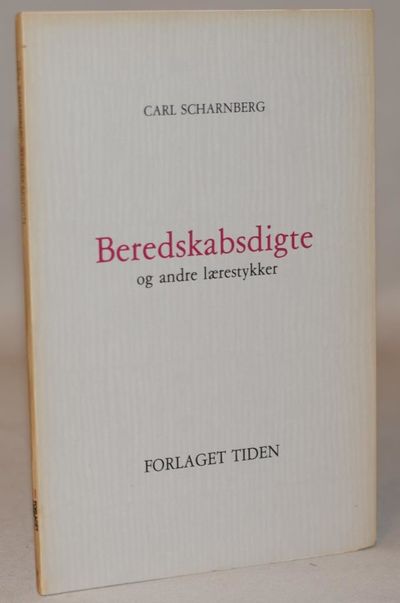 CARL SCHARNBERG
Beredskabsdigte
og andre lærestykker
FORLAGET TIDEN